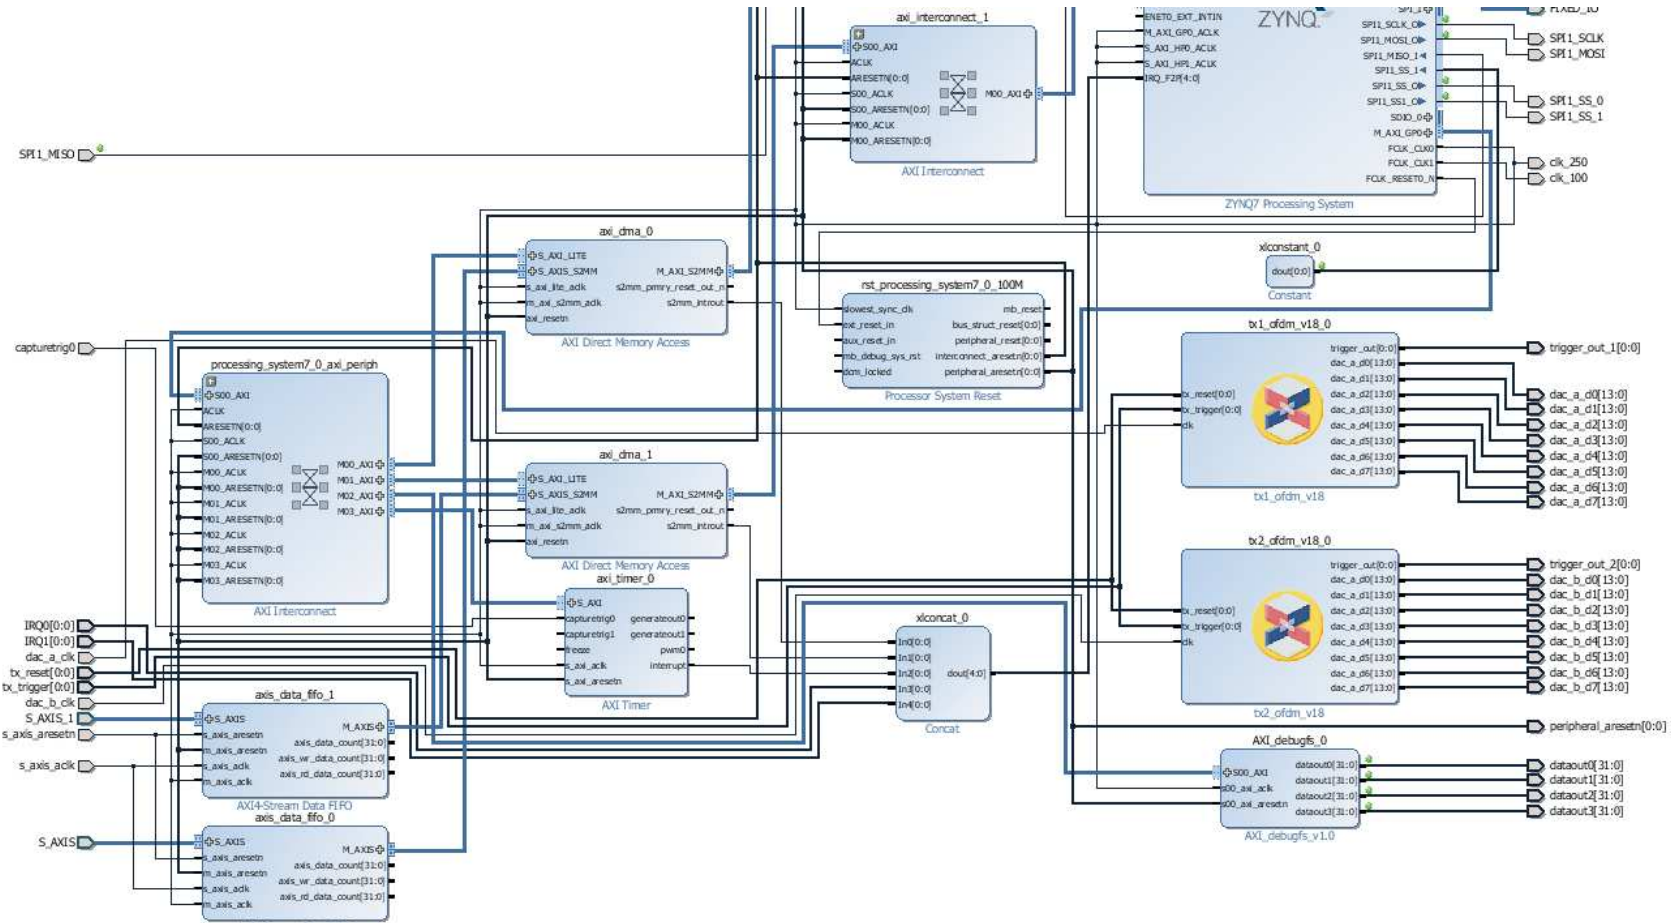 axi_interconnect_1
S00_AXI
ACLK
ARESETN[0:0]
S00_ACLK
S00_ARESETN[0:0]
M00_ACLK
M00_ARESETN[0:0]
M00_AXI
AXI Interconnect
ZYNQ
ENET0_EXT_INTIN
M_AXI_GP0_ACLK
S_AXI_HP0_ACLK
S_AXI_HP1_ACLK
IRQ_F2P[4:0]
SPI1_SCLK_O
SPI1_MOSI_O
SPI1_MISO_I
SPI1_SS_I
SPI1_SS_O
SPI1_SS1_O
SDIO_0
M_AXI_GP0
FCLK_CLK0
FCLK_CLK1
FCLK_RESET0_N
ZYNQ7 Processing System
FIXED_IO
SPI1_SCLK
SPI1_MOSI
SPI1_SS_0
SPI1_SS_1
clk_250
clk_100
SPI1_MISO
axi_dma_0
S_AXI_LITE
S_AXIS_S2MM
s_axi_lite_aclk
m_axi_s2mm_aclk
axi_resetn
M_AXI_S2MM
s2mm_prmry_reset_out_n
s2mm_introut
AXI Direct Memory Access
xlconstant_0
dout[0:0]
Constant
rst_processing_system7_0_100M
slowest_sync_clk
ext_reset_in
aux_reset_in
mb_debug_sys_rst
dcm_locked
mb_reset
bus_struct_reset[0:0]
peripheral_reset[0:0]
interconnect_aresetn[0:0]
peripheral_aresetn[0:0]
Processor System Reset
capturetrig0
processing_system7_0_axi_periph
S00_AXI
ACLK
ARESETN[0:0]
S00_ACLK
S00_ARESETN[0:0]
M00_ACLK
M00_ARESETN[0:0]
M01_ACLK
M01_ARESETN[0:0]
M02_ACLK
M02_ARESETN[0:0]
M03_ACLK
M03_ARESETN[0:0]
M00_AXI
M01_AXI
M02_AXI
M03_AXI
AXI Interconnect
tx1_ofdm_v18_0
tx_reset[0:0]
tx_trigger[0:0]
clk
trigger_out[0:0]
dac_a_d0[13:0]
dac_a_d1[13:0]
dac_a_d2[13:0]
dac_a_d3[13:0]
dac_a_d4[13:0]
dac_a_d5[13:0]
dac_a_d6[13:0]
dac_a_d7[13:0]
tx1_ofdm_v18
trigger_out_1[0:0]
dac_a_d0[13:0]
dac_a_d1[13:0]
dac_a_d2[13:0]
dac_a_d3[13:0]
dac_a_d4[13:0]
dac_a_d5[13:0]
dac_a_d6[13:0]
dac_a_d7[13:0]
axi_dma_1
S_AXI_LITE
S_AXIS_S2MM
s_axi_lite_aclk
m_axi_s2mm_aclk
axi_resetn
M_AXI_S2MM
s2mm_prmry_reset_out_n
s2mm_introut
AXI Direct Memory Access
axi_timer_0
S_AXI
capturetrig0
capturetrig1
freeze
s_axi_aclk
s_axi_aresetn
generateout0
generateout1
pwm0
interrupt
AXI Timer
xlconcat_0
In0[0:0]
In1[0:0]
In2[0:0]
In3[0:0]
In4[0:0]
dout[4:0]
Concat
tx2_ofdm_v18_0
tx_reset[0:0]
tx_trigger[0:0]
clk
trigger_out[0:0]
dac_a_d0[13:0]
dac_a_d1[13:0]
dac_a_d2[13:0]
dac_a_d3[13:0]
dac_a_d4[13:0]
dac_a_d5[13:0]
dac_a_d6[13:0]
dac_a_d7[13:0]
tx2_ofdm_v18
trigger_out_2[0:0]
dac_b_d0[13:0]
dac_b_d1[13:0]
dac_b_d2[13:0]
dac_b_d3[13:0]
dac_b_d4[13:0]
dac_b_d5[13:0]
dac_b_d6[13:0]
dac_b_d7[13:0]
peripheral_aresetn[0:0]
IRQ0[0:0]
IRQ1[0:0]
dac_a_clk
tx_reset[0:0]
tx_trigger[0:0]
dac_b_clk
S_AXIS_1
s_axis_aresetn
s_axis_aclk
S_AXIS
axis_data_fifo_1
S_AXIS
s_axis_aresetn
m_axis_aresetn
s_axis_aclk
m_axis_aclk
M_AXIS
axis_data_count[31:0]
axis_wr_data_count[31:0]
axis_rd_data_count[31:0]
AXI4-Stream Data FIFO
axis_data_fifo_0
S_AXIS
s_axis_aresetn
m_axis_aresetn
s_axis_aclk
m_axis_aclk
M_AXIS
axis_data_count[31:0]
axis_wr_data_count[31:0]
axis_rd_data_count[31:0]
AXI_debugfs_0
S00_AXI
s00_axi_aclk
s00_axi_aresetn
dataout0[31:0]
dataout1[31:0]
dataout2[31:0]
dataout3[31:0]
AXI_debugfs_v1.0
dataout0[31:0]
dataout1[31:0]
dataout2[31:0]
dataout3[31:0]